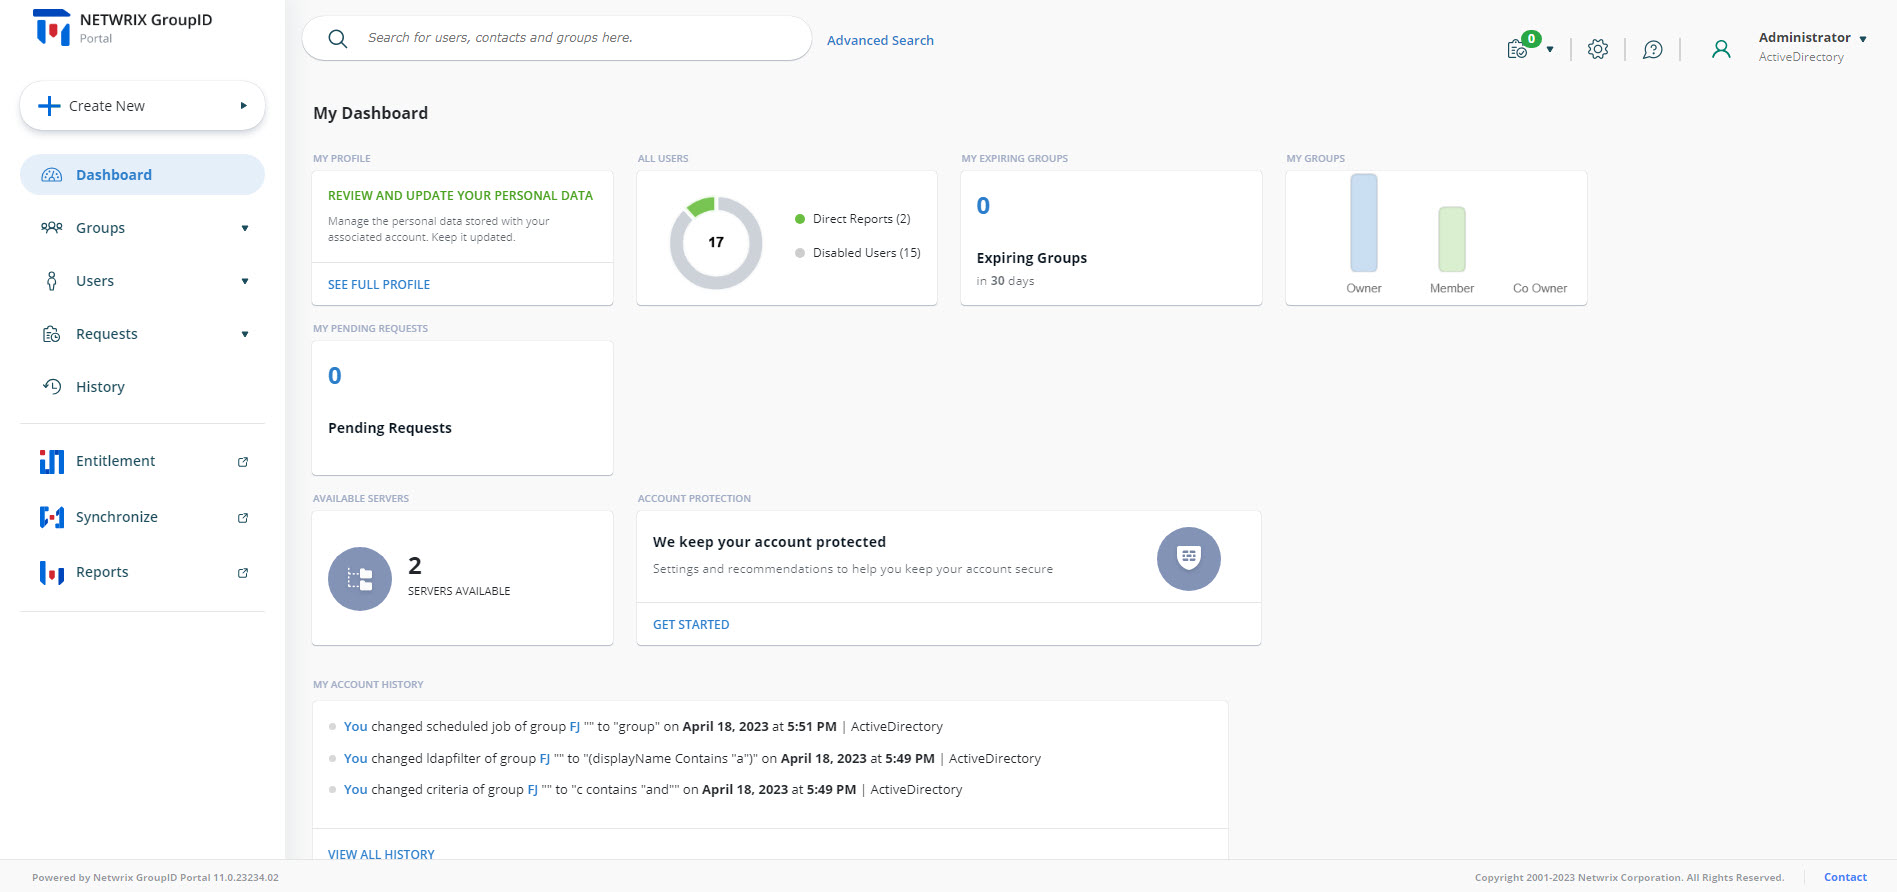 NETWRIX GroupID
Portal
Search for users, contacts and groups here.
Advanced Search
0
Administrator
ActiveDirectory
Create New
Dashboard
Groups
Users
Requests
History
Entitlement
Synchronize
Reports
My Dashboard
MY PROFILE
REVIEW AND UPDATE YOUR PERSONAL DATA
Manage the personal data stored with your
associated account. Keep it updated.
SEE FULL PROFILE
ALL USERS
17
Direct Reports (2)
Disabled Users (15)
MY EXPIRING GROUPS
0
Expiring Groups
in 30 days
MY GROUPS
Owner
Member
Co Owner
MY PENDING REQUESTS
0
Pending Requests
AVAILABLE SERVERS
2
SERVERS AVAILABLE
ACCOUNT PROTECTION
We keep your account protected
Settings and recommendations to help you keep your account secure
GET STARTED
MY ACCOUNT HISTORY
You changed scheduled job of group FJ "" to "group" on April 18, 2023 at 5:51 PM | ActiveDirectory
You changed ldapfilter of group FJ "" to "(displayName Contains "a")" on April 18, 2023 at 5:49 PM | ActiveDirectory
You changed criteria of group FJ "" to "c contains "and"" on April 18, 2023 at 5:49 PM | ActiveDirectory
VIEW ALL HISTORY
Powered by Netwrix GroupID Portal 11.0.23234.02
Copyright 2001-2023 Netwrix Corporation. All Rights Reserved.
Contact